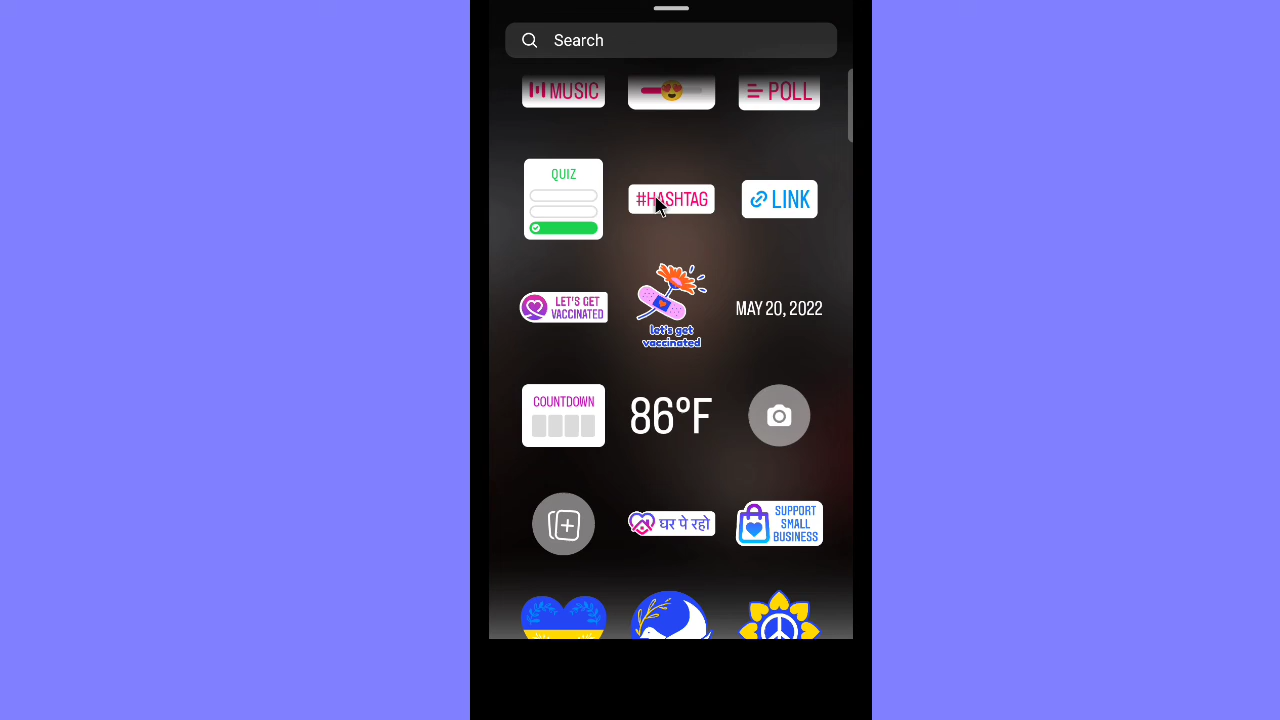 Search
MUSIC
POLL
QUIZ
#HASHTAG
LINK
LET'S GET
VACCINATED
let's get
vaccinated
MAY 20, 2022
COUNTDOWN
86°F
घर पे रहो
SUPPORT
SMALL
BUSINESS